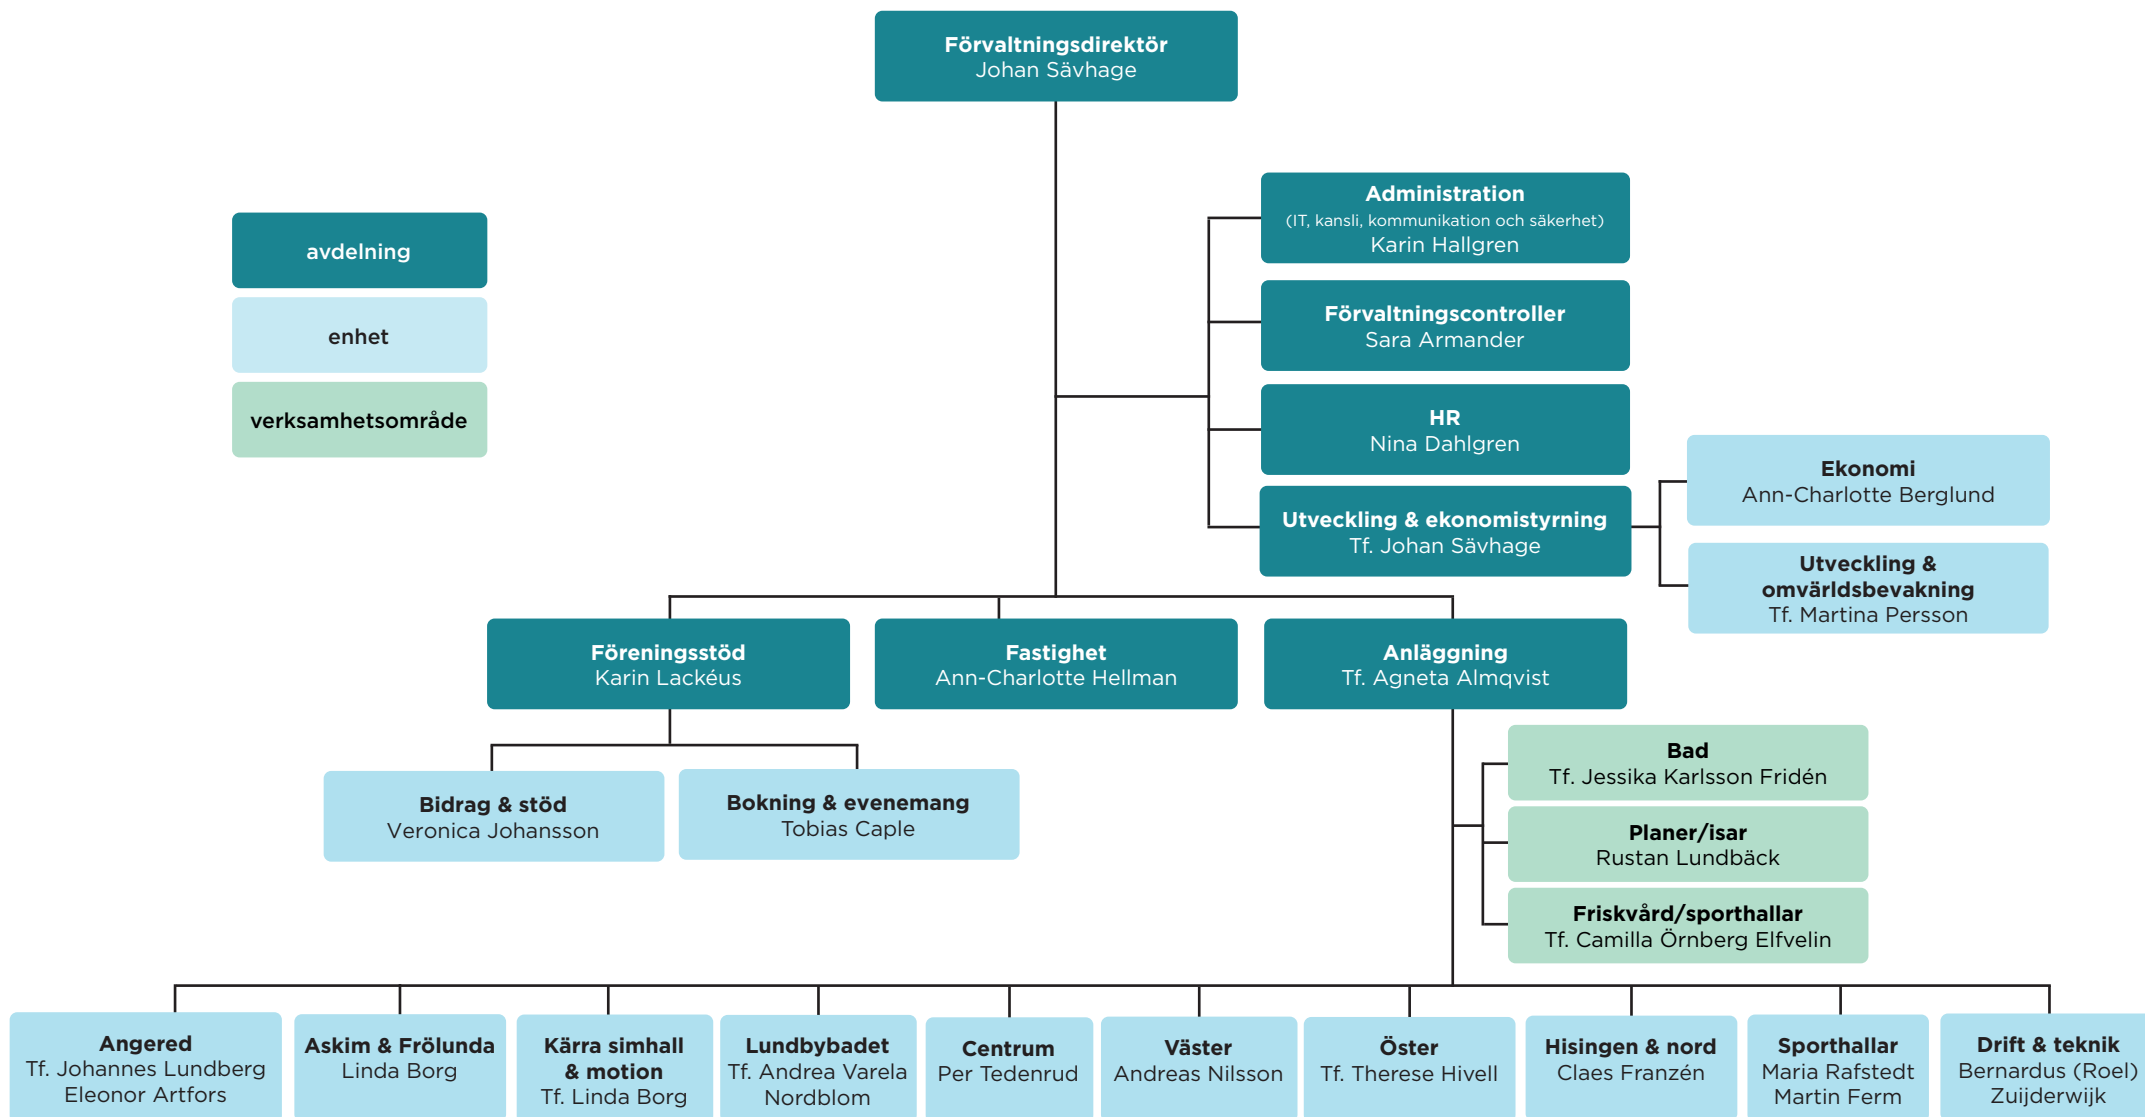 Förvaltningsdirektör
Johan Sävhage
Administration
(IT, kansli, kommunikation och säkerhet)
Karin Hallgren
avdelning
enhet
verksamhetsområde
Förvaltningscontroller
Sara Armander
HR
Nina Dahlgren
Utveckling & ekonomistyrning
Tf. Johan Sävhage
Ekonomi
Ann-Charlotte Berglund
Utveckling &
omvärldsbevakning
Tf. Martina Persson
Föreningsstöd
Karin Lackéus
Fastighet
Ann-Charlotte Hellman
Anläggning
Tf. Agneta Almqvist
Bidrag & stöd
Veronica Johansson
Bokning & evenemang
Tobias Caple
Bad
Tf. Jessika Karlsson Fridén
Planer/isar
Rustan Lundbäck
Friskvård/sporthallar
Tf. Camilla Örnberg Elfvelin
Angered
Tf. Johannes Lundberg
Eleonor Artfors
Askim & Frölunda
Linda Borg
Kärra simhall
& motion
Tf. Linda Borg
Lundbybadet
Tf. Andrea Varela
Nordblom
Centrum
Per Tedenrud
Väster
Andreas Nilsson
Öster
Tf. Therese Hivell
Hisingen & nord
Claes Franzén
Sporthallar
Maria Rafstedt
Martin Ferm
Drift & teknik
Bernardus (Roel)
Zuijderwijk